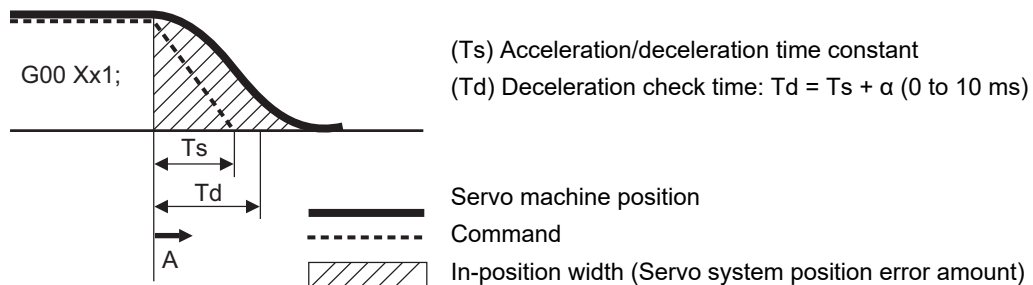 G00 Xx1;
Ts
Td
A
(Ts) Acceleration/deceleration time constant
(Td) Deceleration check time: Td = Ts + α (0 to 10 ms)
Servo machine position
Command
In-position width (Servo system position error amount)